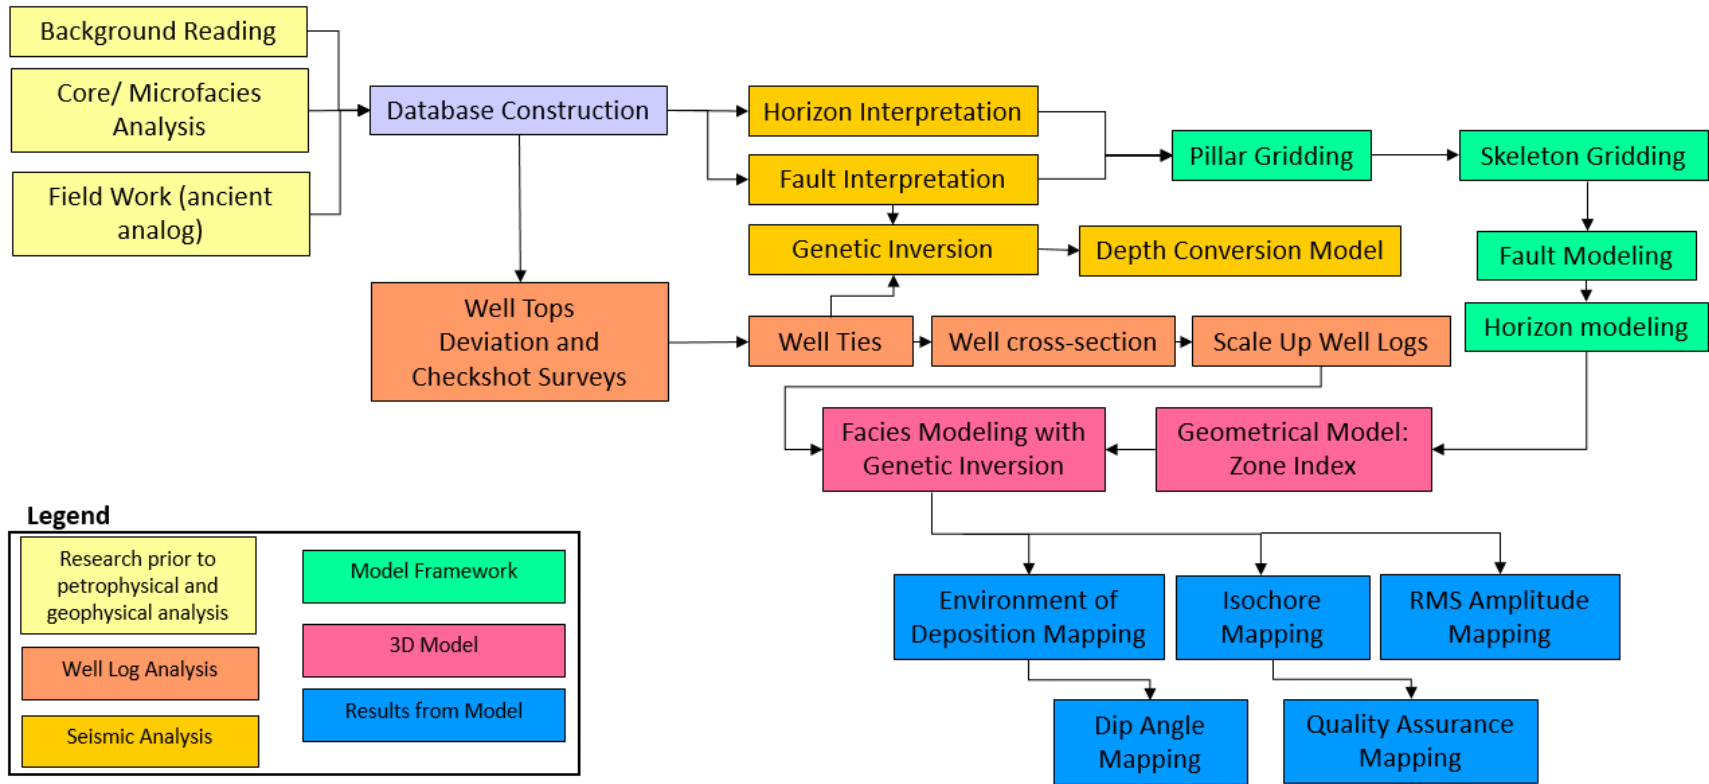 Background Reading
Core/ Microfacies
Analysis
Field Work (ancient
analog)
Database Construction
Horizon Interpretation
Fault Interpretation
Genetic Inversion
Depth Conversion Model
Pillar Gridding
Skeleton Gridding
Fault Modeling
Horizon modeling
Well Tops
Deviation and
Checkshot Surveys
Well Ties
Well cross-section
Scale Up Well Logs
Facies Modeling with
Genetic Inversion
Geometrical Model:
Zone Index
Environment of
Deposition Mapping
Isochore
Mapping
RMS Amplitude
Mapping
Dip Angle
Mapping
Quality Assurance
Mapping
Legend
Research prior to
petrophysical and
geophysical analysis
Well Log Analysis
Seismic Analysis
Model Framework
3D Model
Results from Model